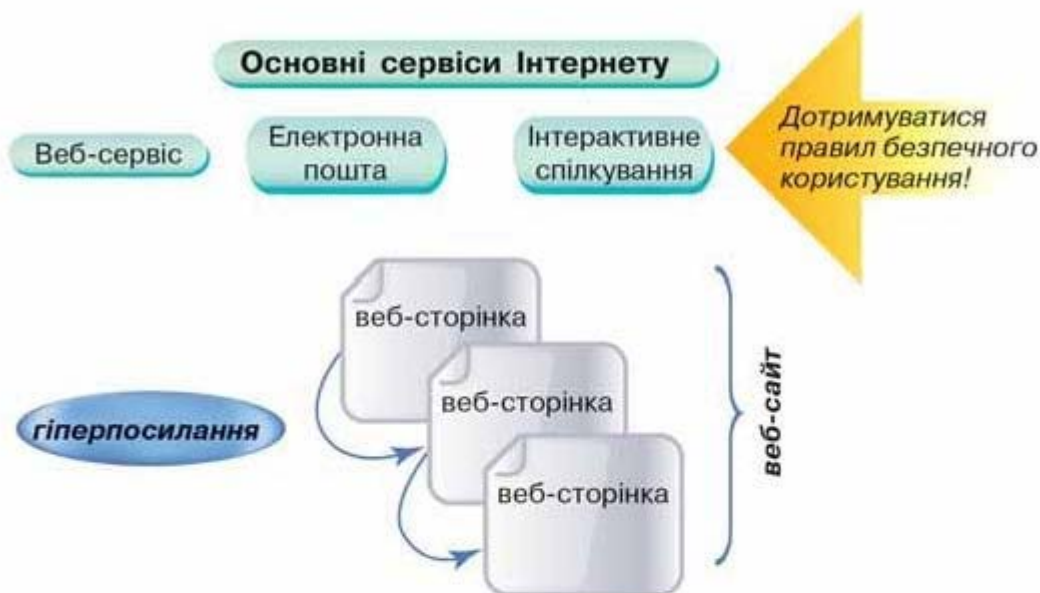 Основні сервіси Інтернету
Веб-сервіс
Електронна
пошта
Інтерактивне
спілкування
Дотримуватися
правил безпечного
користування!
веб-сторінка
веб-сторінка
веб-сторінка
гіперпосилання
веб-сайт